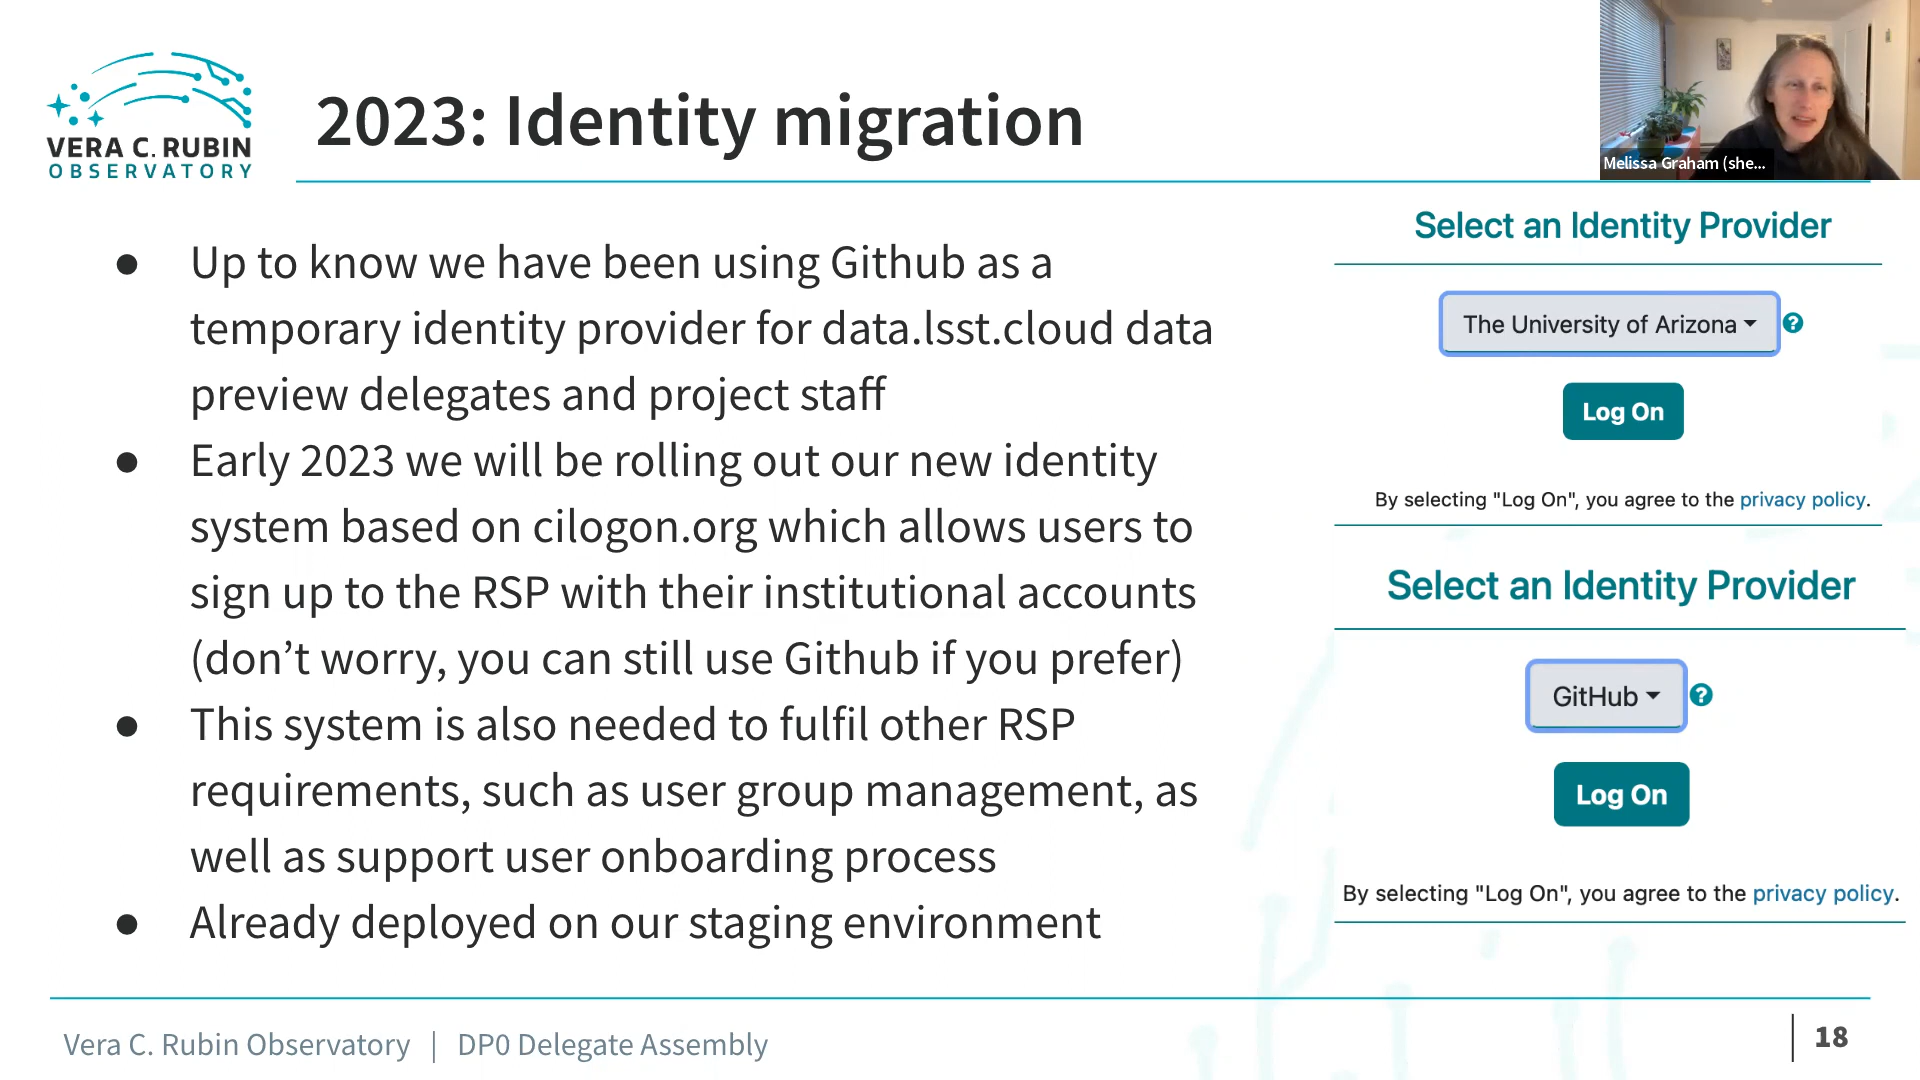 VERA C. RUBIN
OBSERVATORY
2023: Identity migration
Melissa Graham (she...
● Up to know we have been using Github as a
temporary identity provider for data.lsst.cloud data
preview delegates and project staff
● Early 2023 we will be rolling out our new identity
system based on cilogon.org which allows users to
sign up to the RSP with their institutional accounts
(don’t worry, you can still use Github if you prefer)
● This system is also needed to fulfil other RSP
requirements, such as user group management, as
well as support user onboarding process
● Already deployed on our staging environment
Select an Identity Provider
The University of Arizona
?
Log On
By selecting "Log On", you agree to the privacy policy.
Select an Identity Provider
GitHub
?
Log On
By selecting "Log On", you agree to the privacy policy.
Vera C. Rubin Observatory | DP0 Delegate Assembly
18